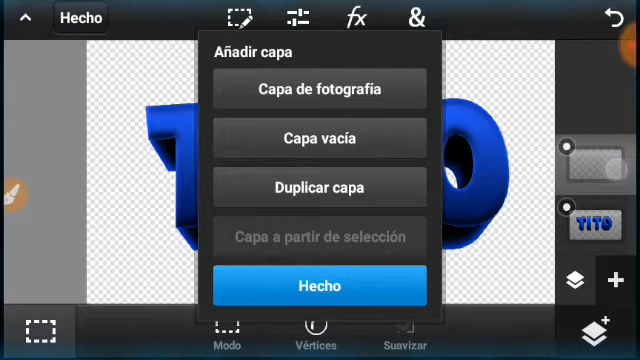 Hecho
fx
&
Añadir capa
Capa de fotografía
Capa vacía
Duplicar capa
Capa a partir de selección
Hecho
TITO
Modo
Vértices
Suavizar